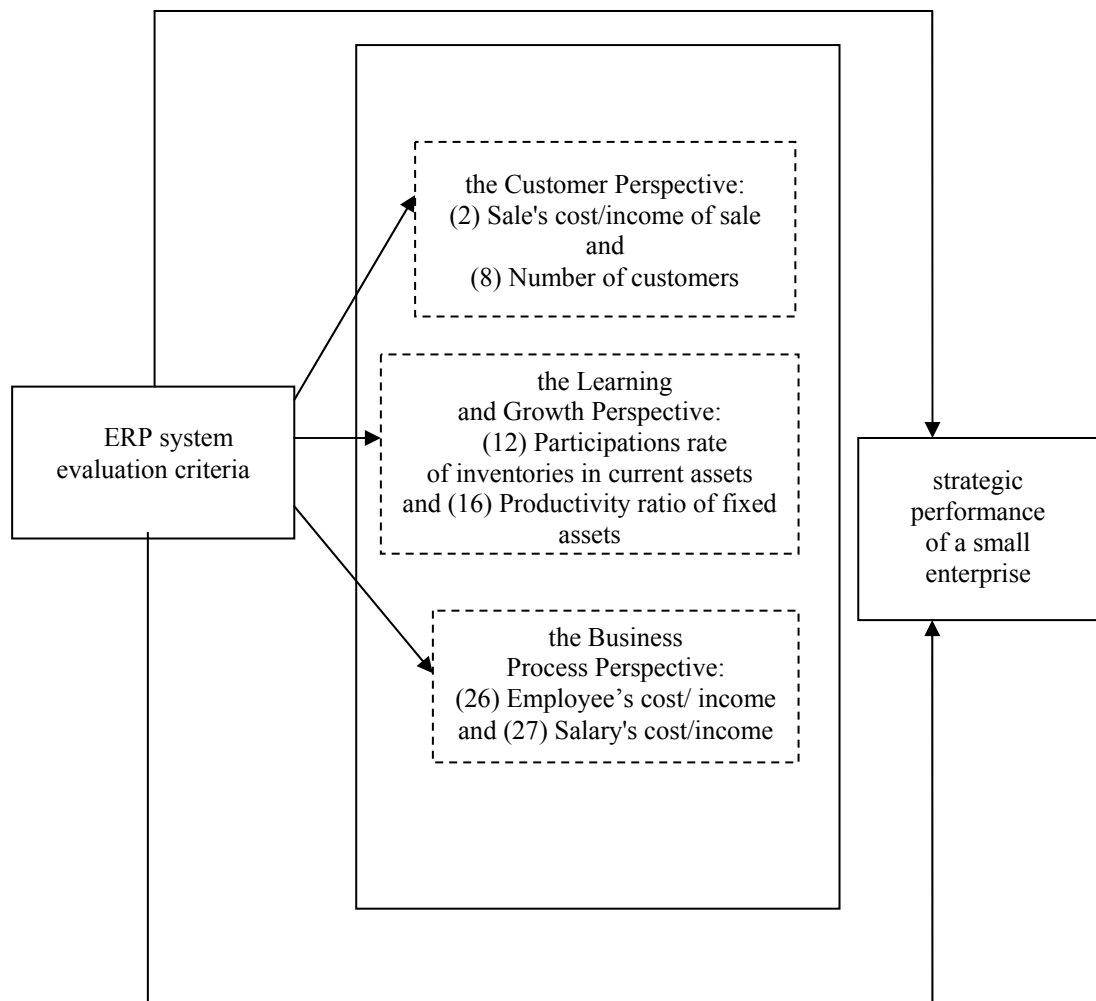 the Customer Perspective:
(2) Sale's cost/income of sale
and
(8) Number of customers
the Learning
and Growth Perspective:
(12) Participations rate
of inventories in current assets
and (16) Productivity ratio of fixed
assets
ERP system
evaluation criteria
strategic
performance
of a small
enterprise
the Business
Process Perspective:
(26) Employee’s cost/ income
and (27) Salary's cost/income